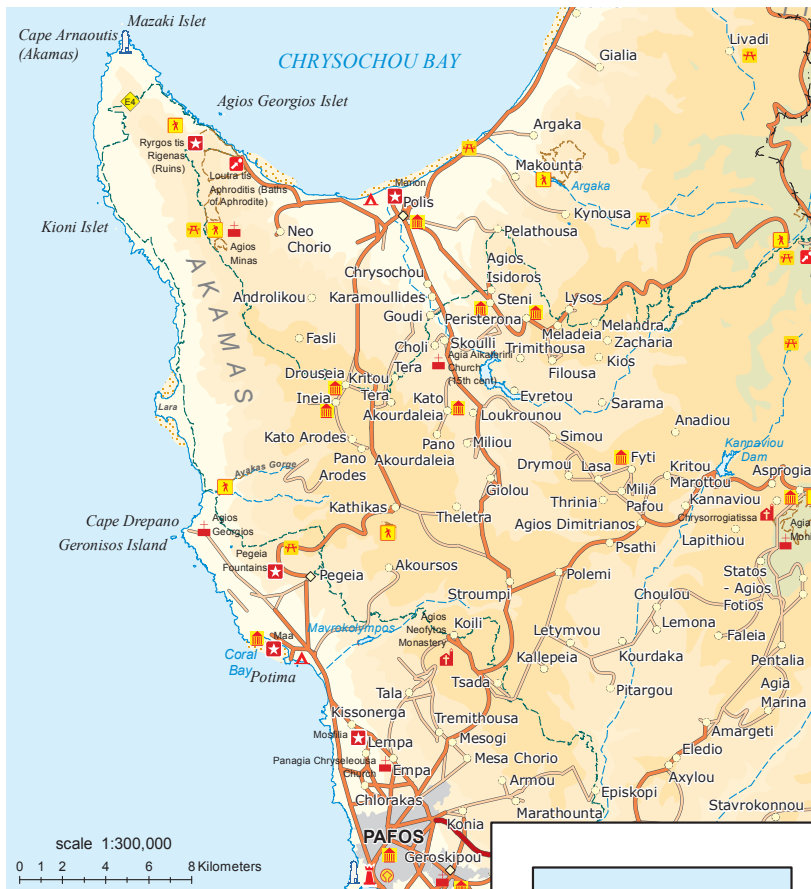 Mazaki Islet
Cape Arnaoutis
(Akamas)
CHRYSOCHOU BAY
Livadi
Gialia
E4
Agios Georgios Islet
Argaka
Ryrgos tis
Rigenas
(Ruins)
Loutra tis
Aphroditis (Baths
of Aphrodite)
Marion
Polis
Makounta
Argaka
Kynousa
Kioni Islet
Neo
Chorio
Agios
Minas
Pelathousa
Agios
Isidoros
Chrysochou
AKAMAS
Androlikou
Karamoullides
Steni
Lysos
Goudi
Peristerona
Melandra
Meladeia
Fasli
Choli
Skoulli
Zacharia
Tera
Agia Aikaterini
Church
(15th cent)
Trimithousa
Kios
Filousa
Drouseia
Kritou
Tera
Ineia
Evretou
Sarama
Lara
Kato
Akourdaleia
Loukrounou
Anadiou
Kato Arodes
Pano
Akourdaleia
Miliou
Simou
Kannaviou
Dam
Pano
Arodes
Avakas Gorge
Drymou
Lasa
Fyti
Kritou
Marottou
Asprogia
Giolou
Milia
Pafou
Kannaviou
Thrinia
Kathikas
Theletra
Agios Dimitrianos
Chrysorrogiatissa
Cape Drepano
Agios
Georgios
Geronisos Island
Agia
Moni
Lapithiou
Psathi
Pegeia
Fountains
Pegeia
Akoursos
Statos
- Agios
Fotios
Stroumpi
Polemi
Choulou
Agios
Neofytos
Monastery
Koili
Mavrokolympos
Lemona
Maa
Letymvou
Faleia
Coral
Bay
Potima
Kallepeia
Kourdaka
Pentalia
Tsada
Pitargou
Agia
Marina
Tala
Kissonerga
Tremithousa
Amargeti
Mosfilia
Lempa
Mesogi
Eledio
Panagia Chryseleousa
Church
Empa
Mesa Chorio
Axylou
Armou
Episkopi
Chlorakas
Marathounta
Stavrokonnou
Konia
PAFOS
Geroskipou
scale 1:300,000
0 1 2 4 6 8 Kilometers